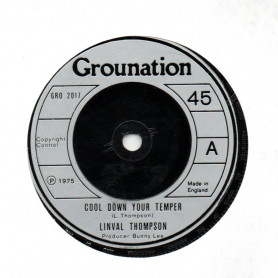 Grounation
GRO 2017
45
Copyright
Control
A
℗ 1975
Made in
England
COOL DOWN YOUR TEMPER
(L. Thompson)
LINVAL THOMPSON
Producer Bunny Lee